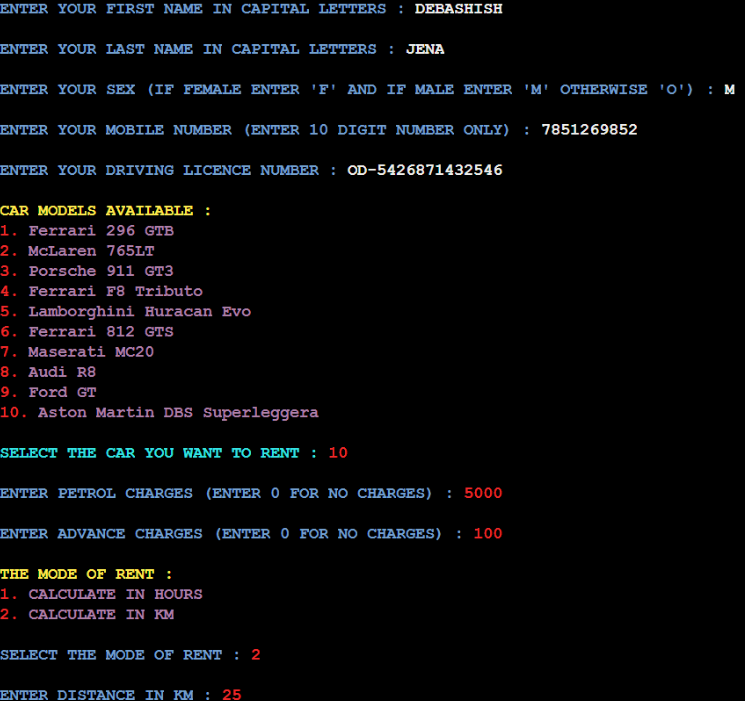 ENTER YOUR FIRST NAME IN CAPITAL LETTERS : DEBASHISH
ENTER YOUR LAST NAME IN CAPITAL LETTERS : JENA
ENTER YOUR SEX (IF FEMALE ENTER 'F' AND IF MALE ENTER 'M' OTHERWISE 'O') : M
ENTER YOUR MOBILE NUMBER (ENTER 10 DIGIT NUMBER ONLY) : 7851269852
ENTER YOUR DRIVING LICENCE NUMBER : OD-5426871432546
CAR MODELS AVAILABLE :
1. Ferrari 296 GTB
2. McLaren 765LT
3. Porsche 911 GT3
4. Ferrari F8 Tributo
5. Lamborghini Huracan Evo
6. Ferrari 812 GTS
7. Maserati MC20
8. Audi R8
9. Ford GT
10. Aston Martin DBS Superleggera
SELECT THE CAR YOU WANT TO RENT : 10
ENTER PETROL CHARGES (ENTER 0 FOR NO CHARGES) : 5000
ENTER ADVANCE CHARGES (ENTER 0 FOR NO CHARGES) : 100
THE MODE OF RENT :
1. CALCULATE IN HOURS
2. CALCULATE IN KM
SELECT THE MODE OF RENT : 2
ENTER DISTANCE IN KM : 25